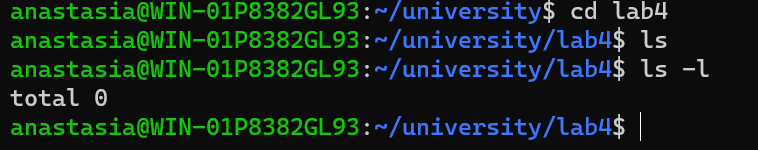 anastasia@WIN-01P8382GL93:~/university$ cd lab4
anastasia@WIN-01P8382GL93:~/university/lab4$ ls
anastasia@WIN-01P8382GL93:~/university/lab4$ ls -l
total 0
anastasia@WIN-01P8382GL93:~/university/lab4$